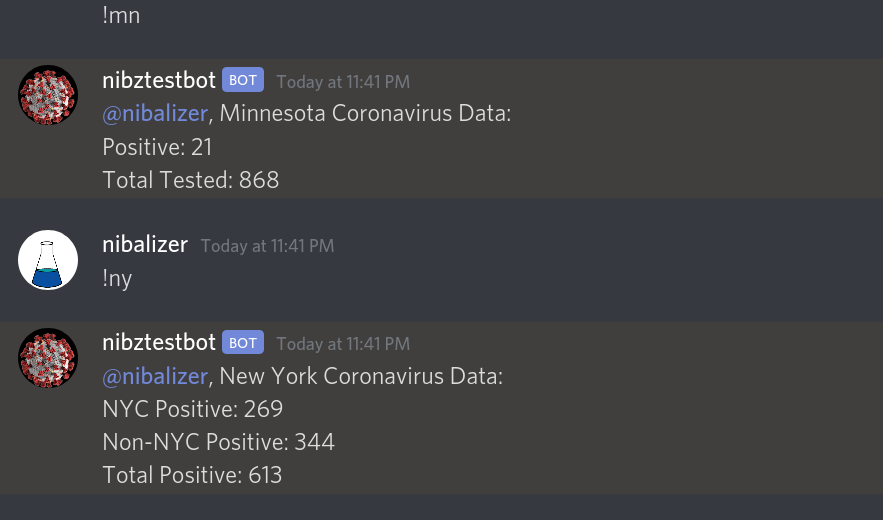 !mn
nibztestbot BOT Today at 11:41 PM
@nibalizer, Minnesota Coronavirus Data:
Positive: 21
Total Tested: 868
nibalizer Today at 11:41 PM
!ny
nibztestbot BOT Today at 11:41 PM
@nibalizer, New York Coronavirus Data:
NYC Positive: 269
Non-NYC Positive: 344
Total Positive: 613